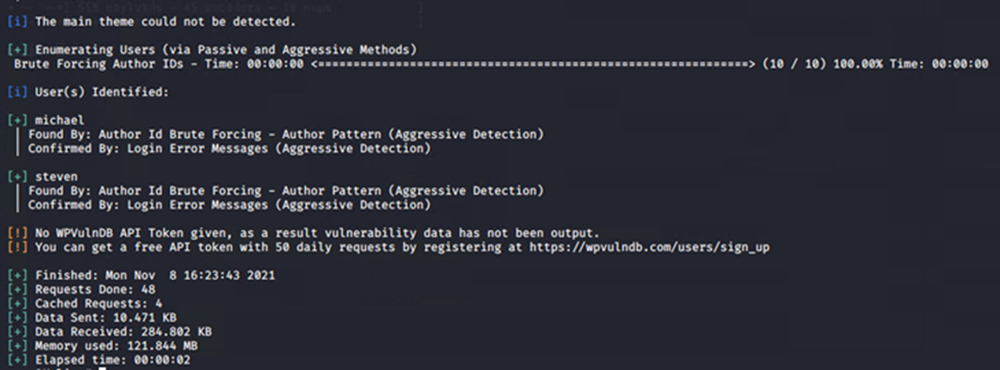 [i] The main theme could not be detected.
[+] Enumerating Users (via Passive and Aggressive Methods)
Brute Forcing Author IDs - Time: 00:00:00 <=============================================================> (10 / 10) 100.00% Time: 00:00:00
[i] User(s) Identified:
[+] michael
| Found By: Author Id Brute Forcing - Author Pattern (Aggressive Detection)
| Confirmed By: Login Error Messages (Aggressive Detection)
[+] steven
| Found By: Author Id Brute Forcing - Author Pattern (Aggressive Detection)
| Confirmed By: Login Error Messages (Aggressive Detection)
[!] No WPVulnDB API Token given, as a result vulnerability data has not been output.
[!] You can get a free API token with 50 daily requests by registering at https://wpvulndb.com/users/sign_up
[+] Finished: Mon Nov  8 16:23:43 2021
[+] Requests Done: 48
[+] Cached Requests: 4
[+] Data Sent: 10.471 KB
[+] Data Received: 284.802 KB
[+] Memory used: 121.844 MB
[+] Elapsed time: 00:00:02